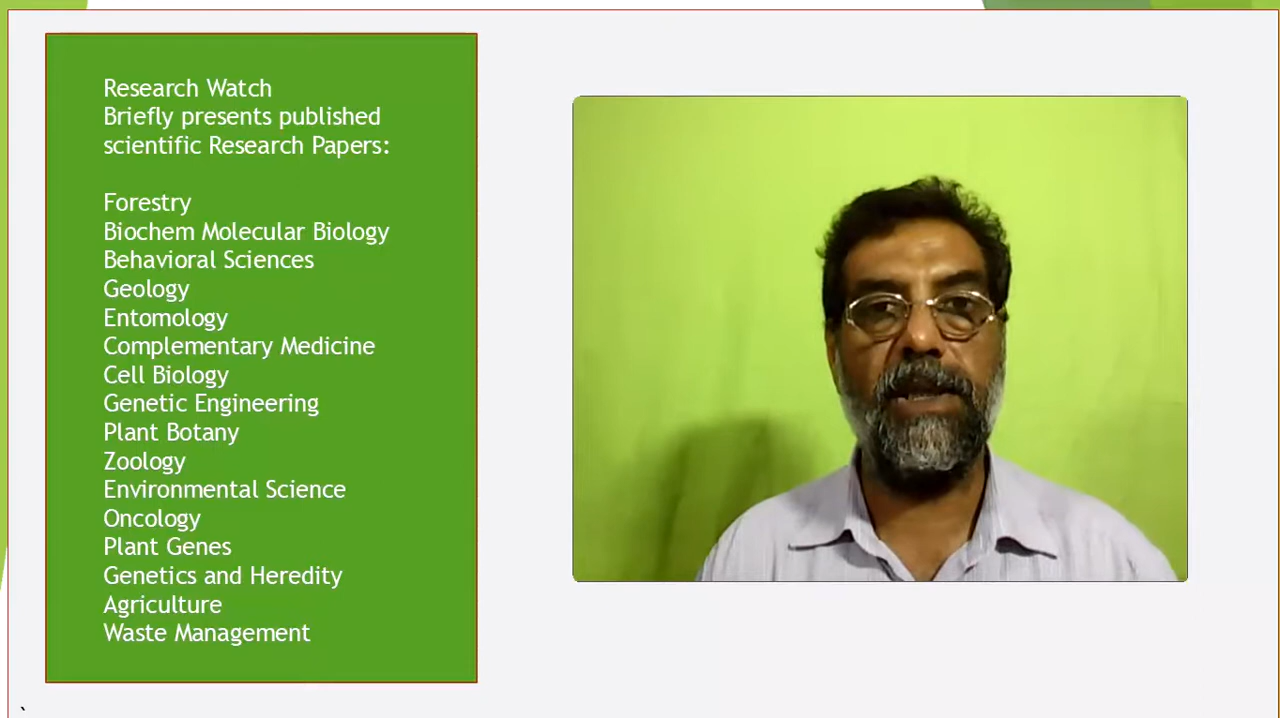 Research Watch
Briefly presents published
scientific Research Papers:
Forestry
Biochem Molecular Biology
Behavioral Sciences
Geology
Entomology
Complementary Medicine
Cell Biology
Genetic Engineering
Plant Botany
Zoology
Environmental Science
Oncology
Plant Genes
Genetics and Heredity
Agriculture
Waste Management
`